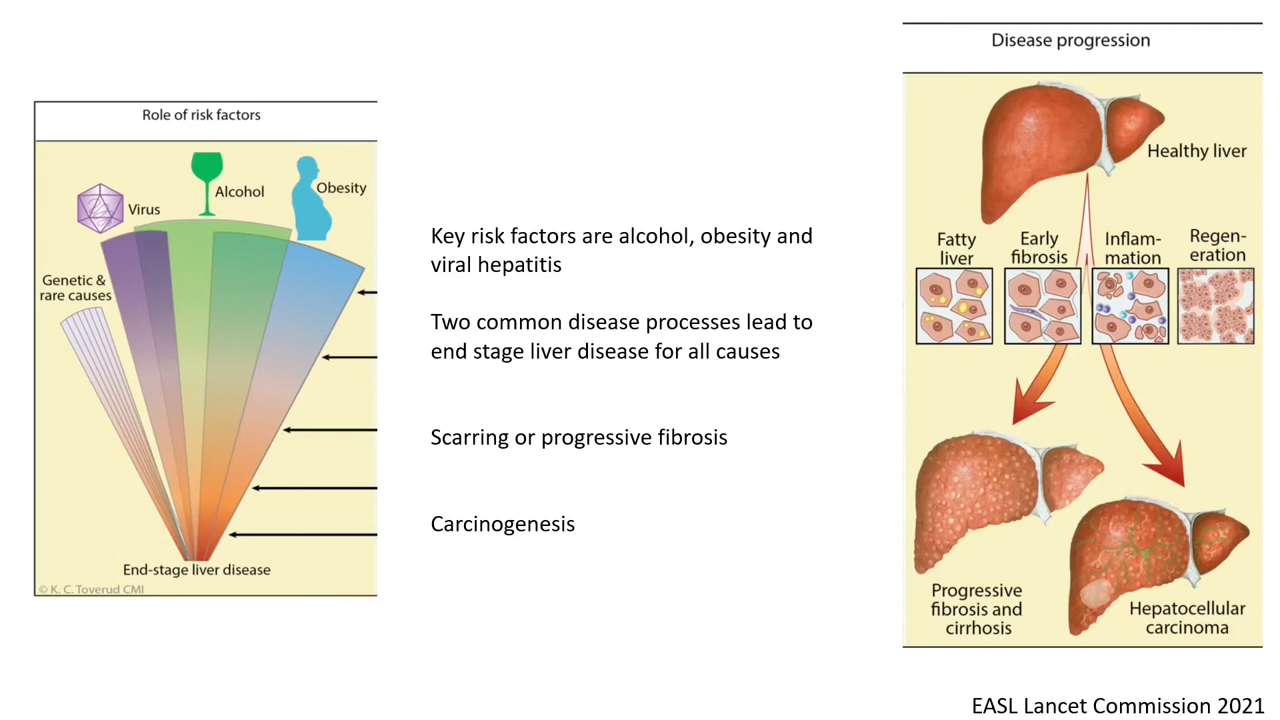 Role of risk factors
Virus
Alcohol
Obesity
Genetic &
rare causes
End-stage liver disease
© K. C. Toverud CMI
Key risk factors are alcohol, obesity and
viral hepatitis
Two common disease processes lead to
end stage liver disease for all causes
Scarring or progressive fibrosis
Carcinogenesis
Disease progression
Healthy liver
Fatty
liver
Early
fibrosis
Inflam-
mation
Regen-
eration
Progressive
fibrosis and
cirrhosis
Hepatocellular
carcinoma
EASL Lancet Commission 2021